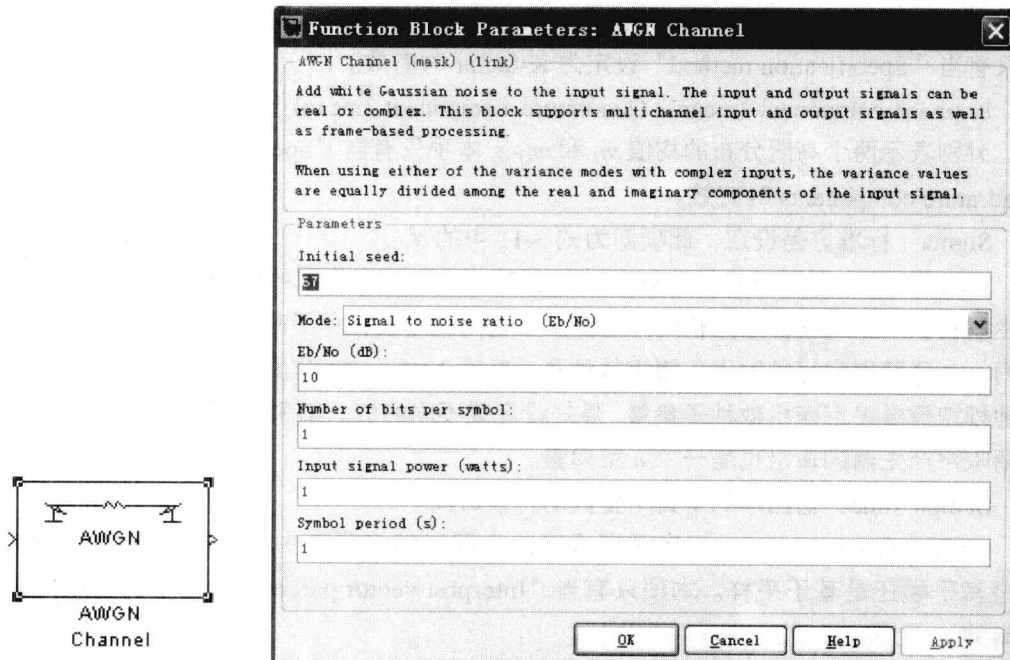 Function Block Parameters: AWGN Channel
AWGN Channel (mask) (link)
Add white Gaussian noise to the input signal. The input and output signals can be
real or complex. This block supports multichannel input and output signals as well
as frame-based processing.
When using either of the variance modes with complex inputs, the variance values
are equally divided among the real and imaginary components of the input signal.
Parameters
Initial seed:
67
Mode: Signal to noise ratio (Eb/No)
Eb/No (dB):
10
Number of bits per symbol:
1
Input signal power (watts):
1
Symbol period (s):
1
OK Cancel Help Apply
AWGN
AWGN
Channel